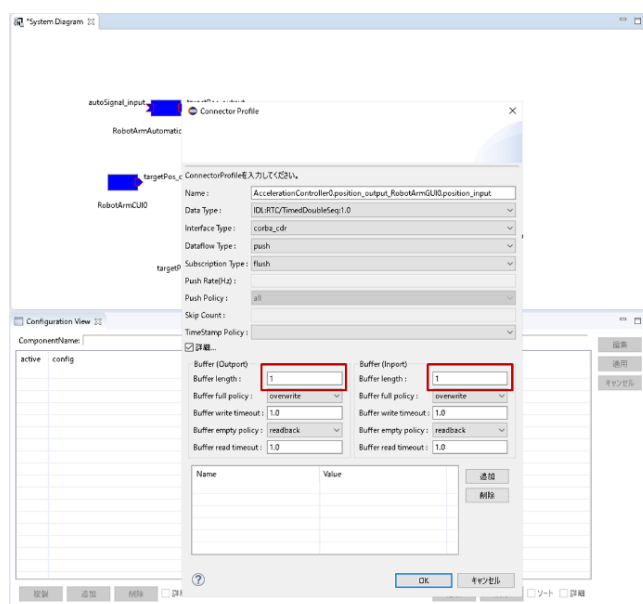 *System Diagram
autoSignal_input
Connector Profile
RobotArmAutomatic
targetPos_c
RobotArmCUI0
targetP
ConnectorProfileを入力してください。
Name :
AccelerationController0.position_output_RobotArmGUI0.position_input
Data Type :
IDL:RTC/TimedDoubleSeq:1.0
Interface Type :
corba_cdr
Dataflow Type :
push
Subscription Type :
flush
Push Rate(Hz) :
Push Policy :
all
Skip Count :
TimeStamp Policy :
詳細...
Buffer (Outport)
Buffer length :
1
Buffer full policy :
overwrite
Buffer write timeout :
1.0
Buffer empty policy :
readback
Buffer read timeout :
1.0
Buffer (Inport)
Buffer length :
1
Buffer full policy :
overwrite
Buffer write timeout :
1.0
Buffer empty policy :
readback
Buffer read timeout :
1.0
Name Value
追加
削除
OK キャンセル
Configuration View
ComponentName:
active config
編集
適用
キャンセル
複製 追加 削除
ソート 詳細